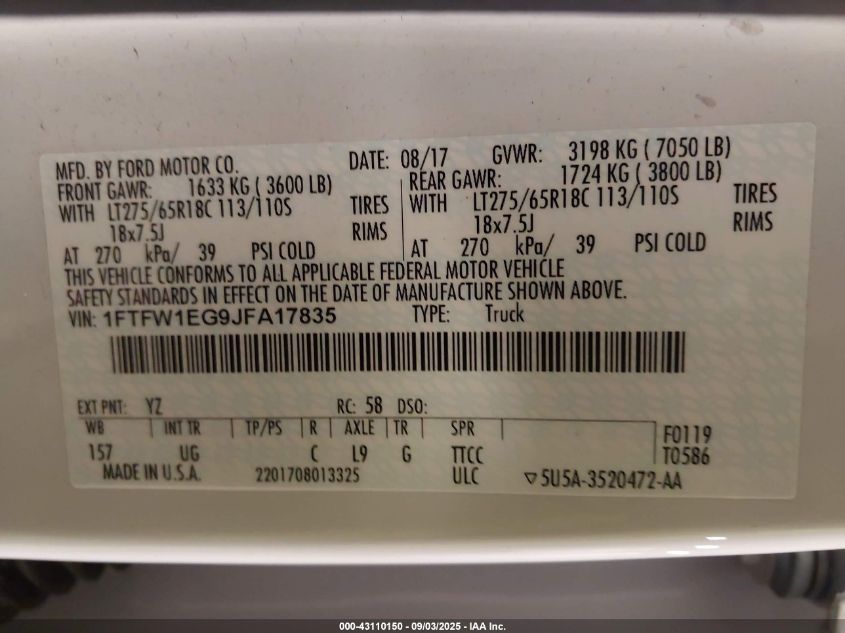 MFD. BY FORD MOTOR CO. DATE: 08/17 GVWR: 3198 KG ( 7050 LB)
FRONT GAWR: 1633 KG ( 3600 LB) REAR GAWR: 1724 KG ( 3800 LB)
WITH LT275/65R18C 113/110S TIRES WITH LT275/65R18C 113/110S TIRES
18x7.5J RIMS 18x7.5J RIMS
AT 270 kPa/ 39 PSI COLD AT 270 kPa/ 39 PSI COLD
THIS VEHICLE CONFORMS TO ALL APPLICABLE FEDERAL MOTOR VEHICLE
SAFETY STANDARDS IN EFFECT ON THE DATE OF MANUFACTURE SHOWN ABOVE.
VIN: 1FTFW1EG9JFA17835 TYPE: Truck
EXT PNT: YZ RC: 58 DSO:
WB INT TR TP/PS R AXLE TR SPR F0119
157 UG C L9 G TTCC T0586
MADE IN U.S.A. 2201708013325 ULC ▽5U5A-3520472-AA
000-43110150 - 09/03/2025 - IAA Inc.